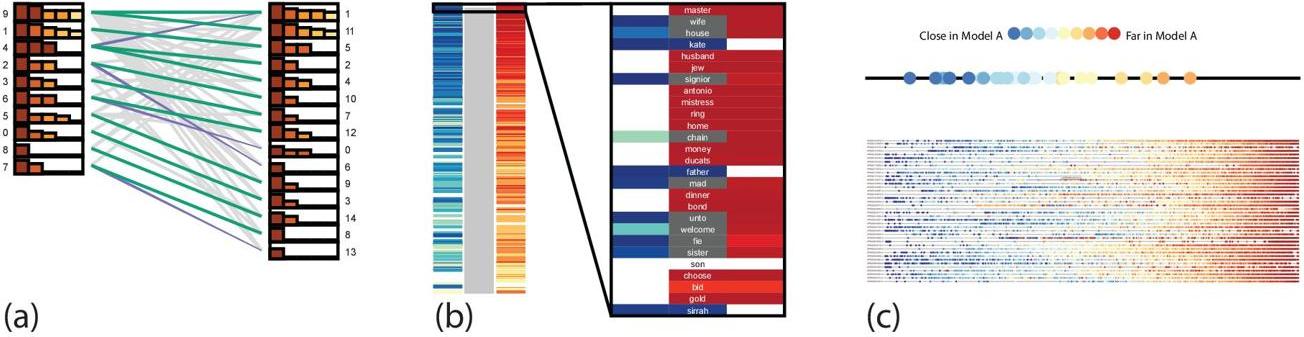 9
1
4
2
3
6
5
0
8
7
1
11
5
2
4
10
7
12
0
6
9
3
14
8
13
(a)
master
wife
house
kate
husband
jew
signior
antonio
mistress
ring
home
chain
money
ducats
father
mad
dinner
bond
unto
welcome
fie
sister
son
choose
bid
gold
sirrah
(b)
Close in Model A Far in Model A
(c)